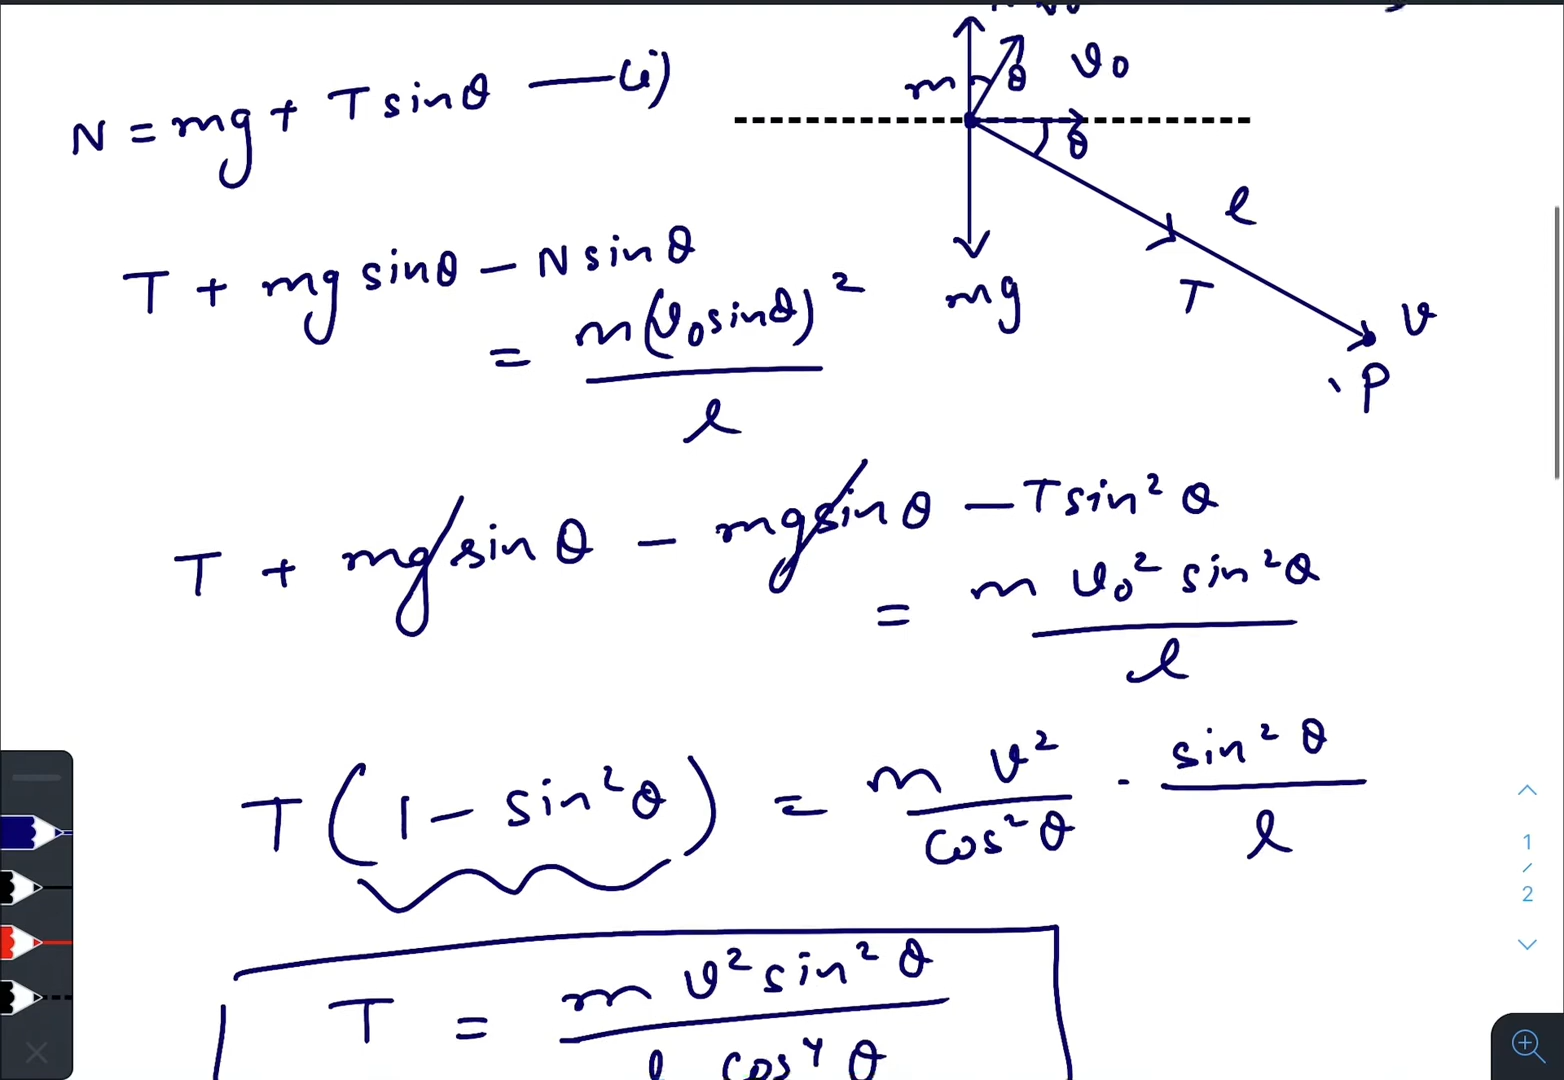 N = mg + T sinθ —(i)
m θ v₀
θ
l
T + mg sinθ − N sinθ
= m(v₀sinθ)² / l
mg T v
P
T + mg sinθ − mg sinθ − T sin²θ
= m v₀² sin²θ / l
T(1 − sin²θ) = m v² / cos²θ · sin²θ / l
T = m v² sin²θ / l cos⁴θ
1
/
2